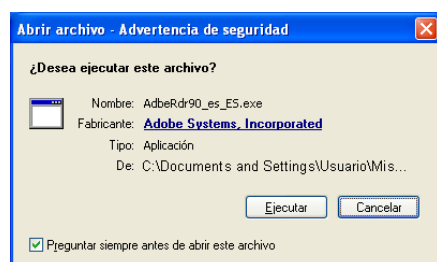 Abrir archivo - Advertencia de seguridad
¿Desea ejecutar este archivo?
Nombre: AdbeRdr90_es_ES.exe
Fabricante: Adobe Systems, Incorporated
Tipo: Aplicación
De: C:\Documents and Settings\Usuario\Mis...
Ejecutar Cancelar
Preguntar siempre antes de abrir este archivo